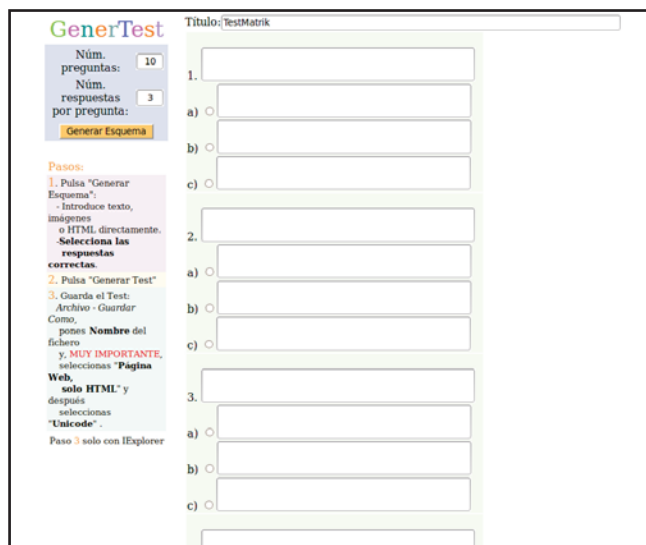 GenerTest
Núm.
preguntas: 10
Núm.
respuestas 3
por pregunta:
Generar Esquema
Pasos:
1. Pulsa "Generar
Esquema":
- Introduce texto,
imágenes
o HTML directamente.
-Selecciona las
respuestas
correctas.
2. Pulsa "Generar Test"
3. Guarda el Test:
Archivo - Guardar
Como,
pones Nombre del
fichero
y, MUY IMPORTANTE,
seleccionas "Página
Web,
solo HTML" y
después
seleccionas
"Unicode" .
Paso 3 solo con IExplorer
Título: TestMatrik
1.
a)
b)
c)
2.
a)
b)
c)
3.
a)
b)
c)